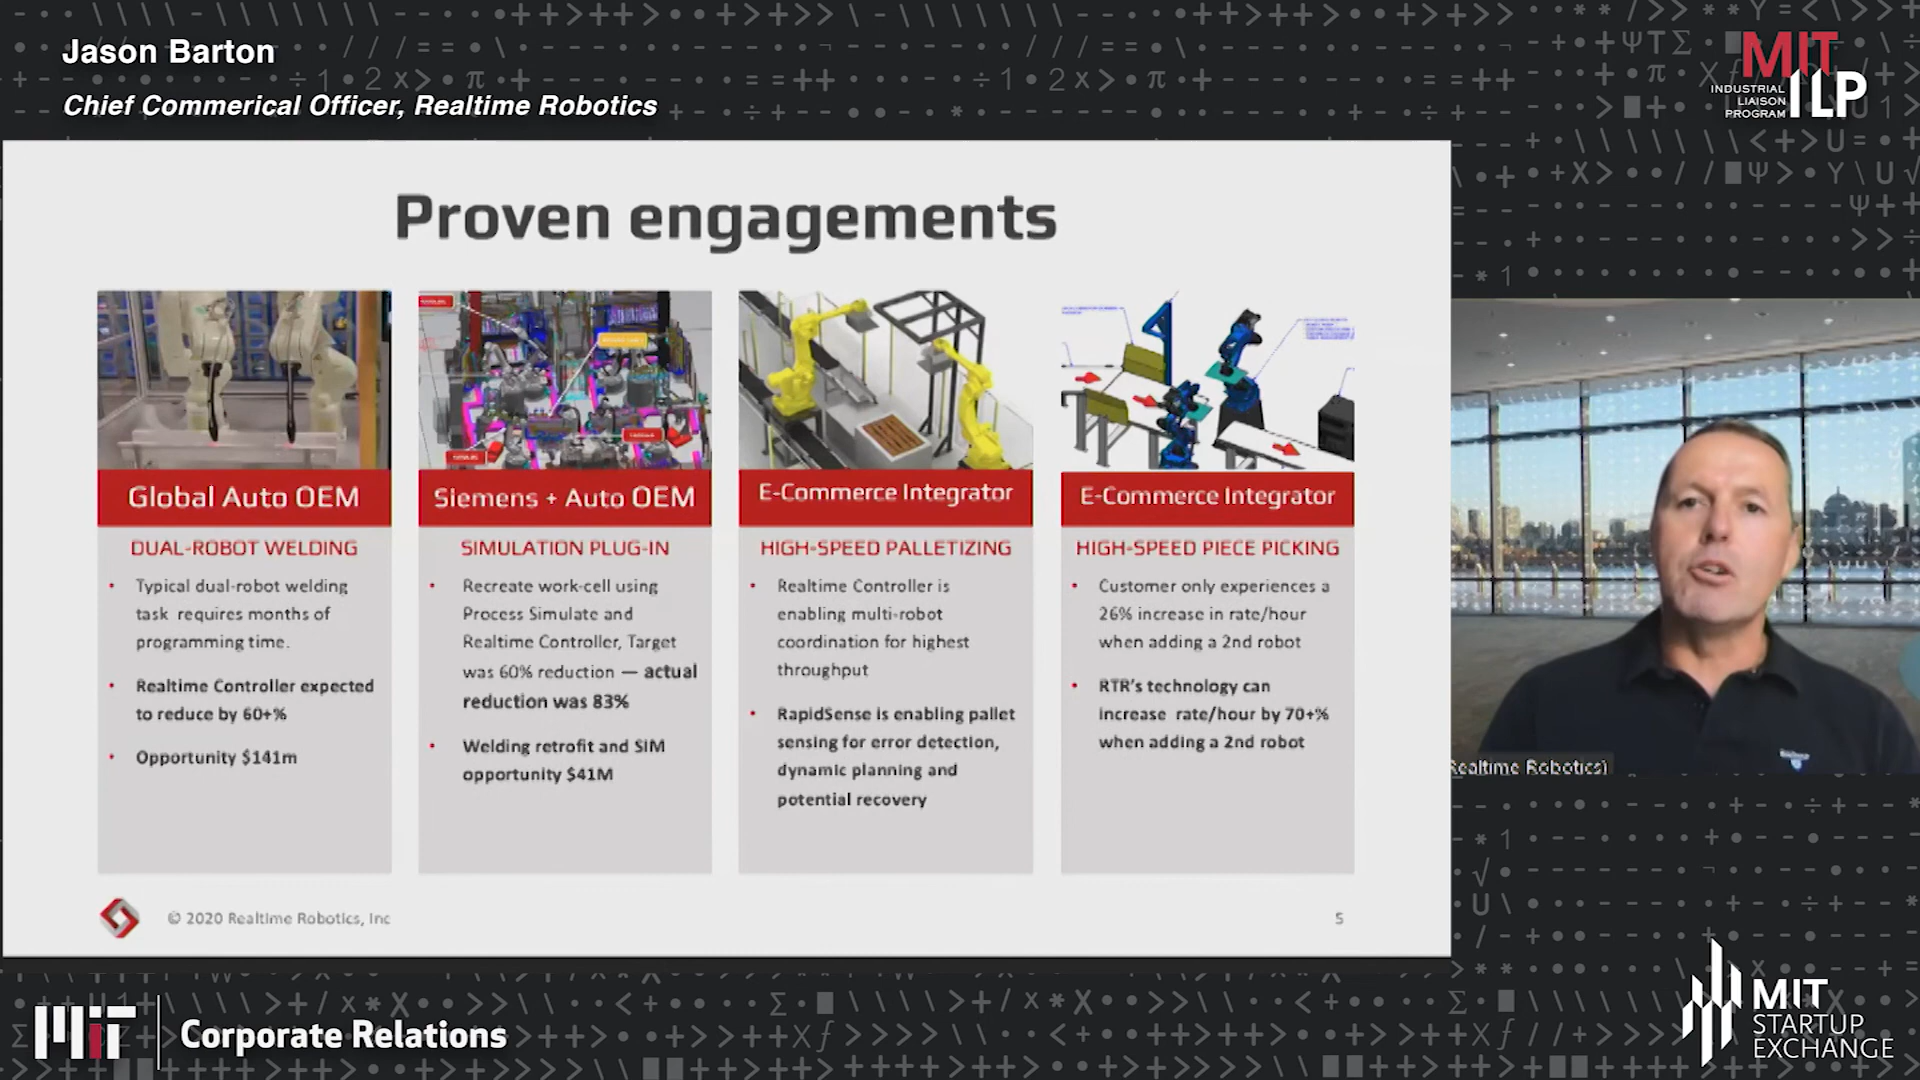 Jason Barton
Chief Commerical Officer, Realtime Robotics
MIT
ILP
INDUSTRIAL
LIAISON
PROGRAM
Proven engagements
Global Auto OEM
DUAL-ROBOT WELDING
• Typical dual-robot welding
task requires months of
programming time.
• Realtime Controller expected
to reduce by 60+%
• Opportunity $141m
Siemens + Auto OEM
SIMULATION PLUG-IN
• Recreate work-cell using
Process Simulate and
Realtime Controller, Target
was 60% reduction — actual
reduction was 83%
• Welding retrofit and SIM
opportunity $41M
E-Commerce Integrator
HIGH-SPEED PALLETIZING
• Realtime Controller is
enabling multi-robot
coordination for highest
throughput
• RapidSense is enabling pallet
sensing for error detection,
dynamic planning and
potential recovery
E-Commerce Integrator
HIGH-SPEED PIECE PICKING
• Customer only experiences a
26% increase in rate/hour
when adding a 2nd robot
• RTR's technology can
increase rate/hour by 70+%
when adding a 2nd robot
Realtime Robotics)
© 2020 Realtime Robotics, Inc
5
MIT
Corporate Relations
MIT
STARTUP
EXCHANGE